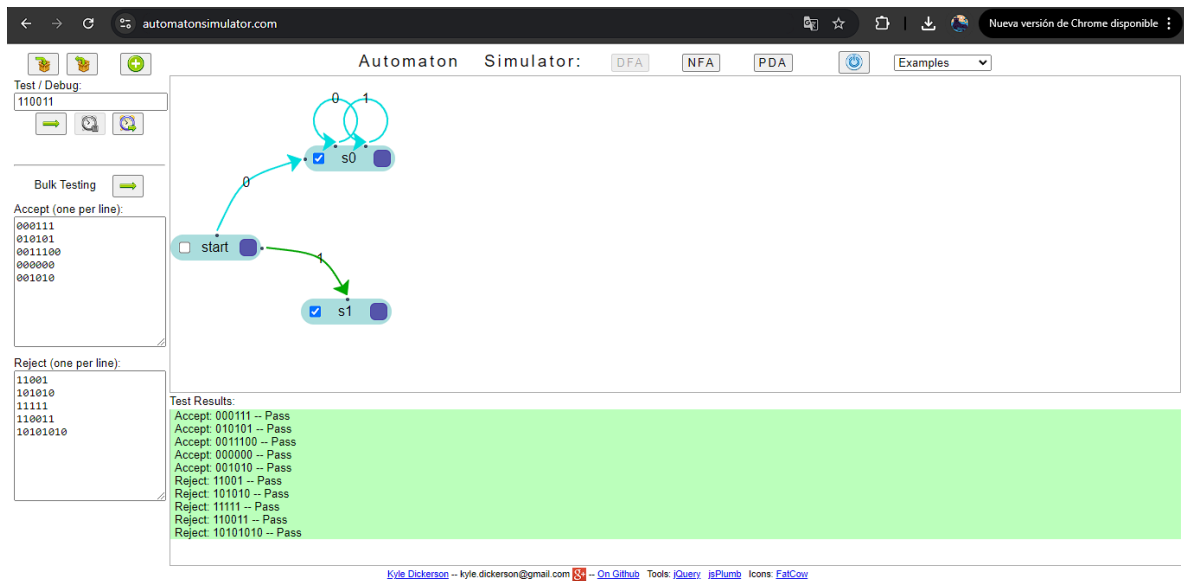 automatonsimulator.com
Nueva versión de Chrome disponible
Automaton Simulator: DFA NFA PDA Examples
Test / Debug:
110011
0 1
s0
0
Bulk Testing
Accept (one per line):
000111
010101
0011100
000000
001010
start
1
s1
Reject (one per line):
11001
101010
11111
110011
10101010
Test Results:
Accept: 000111 -- Pass
Accept: 010101 -- Pass
Accept: 0011100 -- Pass
Accept: 000000 -- Pass
Accept: 001010 -- Pass
Reject: 11001 -- Pass
Reject: 101010 -- Pass
Reject: 11111 -- Pass
Reject: 110011 -- Pass
Reject: 10101010 -- Pass
Kyle Dickerson -- kyle.dickerson@gmail.com g+ -- On Github Tools: jQuery jsPlumb Icons: FatCow